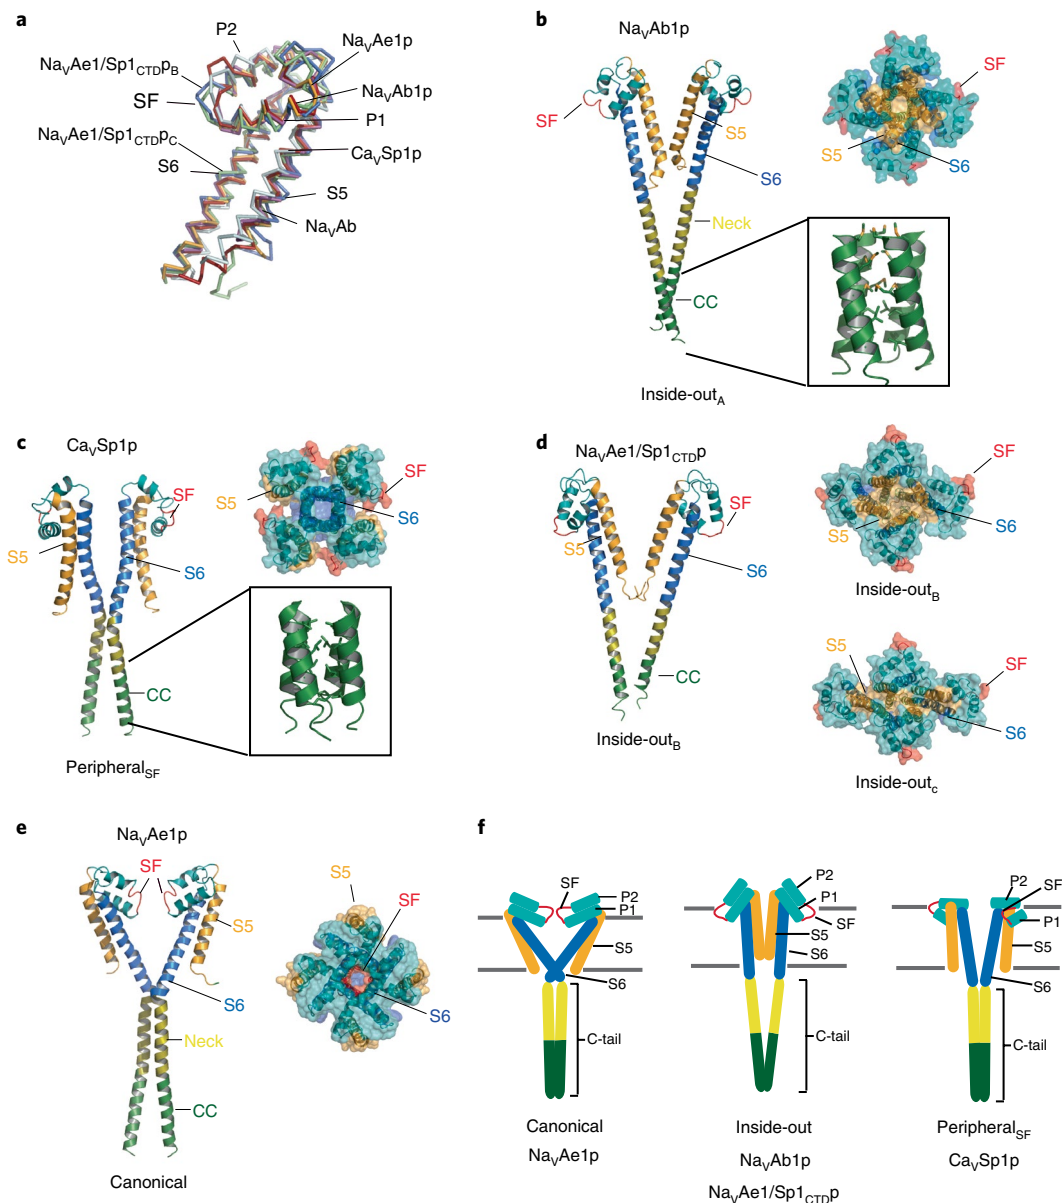 a
P2
NaVAe1p
NaVAe1/Sp1CTDpB
SF
NaVAb1p
P1
NaVAe1/Sp1CTDpC
S6
CaVSp1p
S5
NaVAb
b
NaVAb1p
SF
SF
S5
S5
S6
S6
Neck
CC
Inside-outA
c
CaVSp1p
SF
S5
SF
S5
S6
S6
CC
PeripheralSF
d
NaVAe1/Sp1CTDp
SF
SF
S5
S6
S5
S6
Inside-outB
CC
S5
SF
S6
Inside-outB
Inside-outc
e
NaVAe1p
SF
S5
SF
S5
S6
S6
Neck
CC
Canonical
f
SF
P2
P1
S5
S6
C-tail
Canonical
NaVAe1p
P2
P1
SF
S5
S6
C-tail
Inside-out
NaVAb1p
NaVAe1/Sp1CTDp
P2
SF
P1
S5
S6
C-tail
PeripheralSF
CaVSp1p